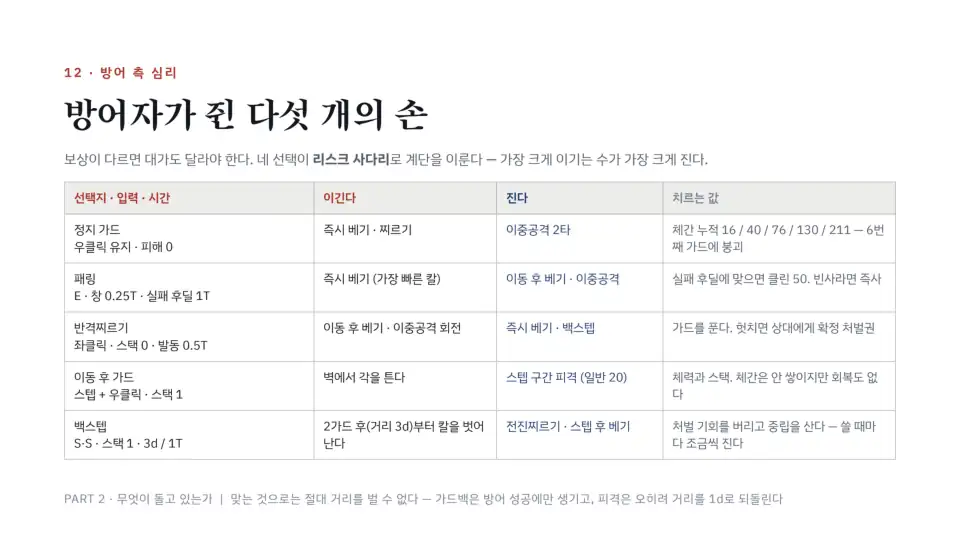 12 · 방어 측 심리
방어자가 쥔 다섯 개의 손
보상이 다르면 대가도 달라야 한다. 네 선택이 리스크 사다리로 계단을 이룬다 — 가장 크게 이기는 수가 가장 크게 진다.
선택지 · 입력 · 시간
이긴다
진다
치르는 값
정지 가드
우클릭 유지 · 피해 0
즉시 베기 · 찌르기
이중공격 2타
체간 누적 16 / 40 / 76 / 130 / 211 — 6번
째 가드에 붕괴
패링
E · 창 0.25T · 실패 후딜 1T
즉시 베기 (가장 빠른 칼)
이동 후 베기 · 이중공격
실패 후딜에 맞으면 클린 50. 빈사라면 즉사
반격찌르기
좌클릭 · 스택 0 · 발동 0.5T
이동 후 베기 · 이중공격 회전
즉시 베기 · 백스텝
가드를 푼다. 헛치면 상대에게 확정 처벌권
이동 후 가드
스텝 + 우클릭 · 스택 1
벽에서 각을 튼다
스텝 구간 피격 (일반 20)
체력과 스택. 체간은 안 쌓이지만 회복도 없
다
백스텝
S·S · 스택 1 · 3d / 1T
2가드 후(거리 3d)부터 칼을 벗어
난다
전진찌르기 · 스텝 후 베기
처벌 기회를 버리고 중립을 산다 — 쓸 때마
다 조금씩 진다
PART 2 · 무엇이 돌고 있는가 | 맞는 것으로는 절대 거리를 벌 수 없다 — 가드백은 방어 성공에만 생기고, 피격은 오히려 거리를 1d로 되돌린다